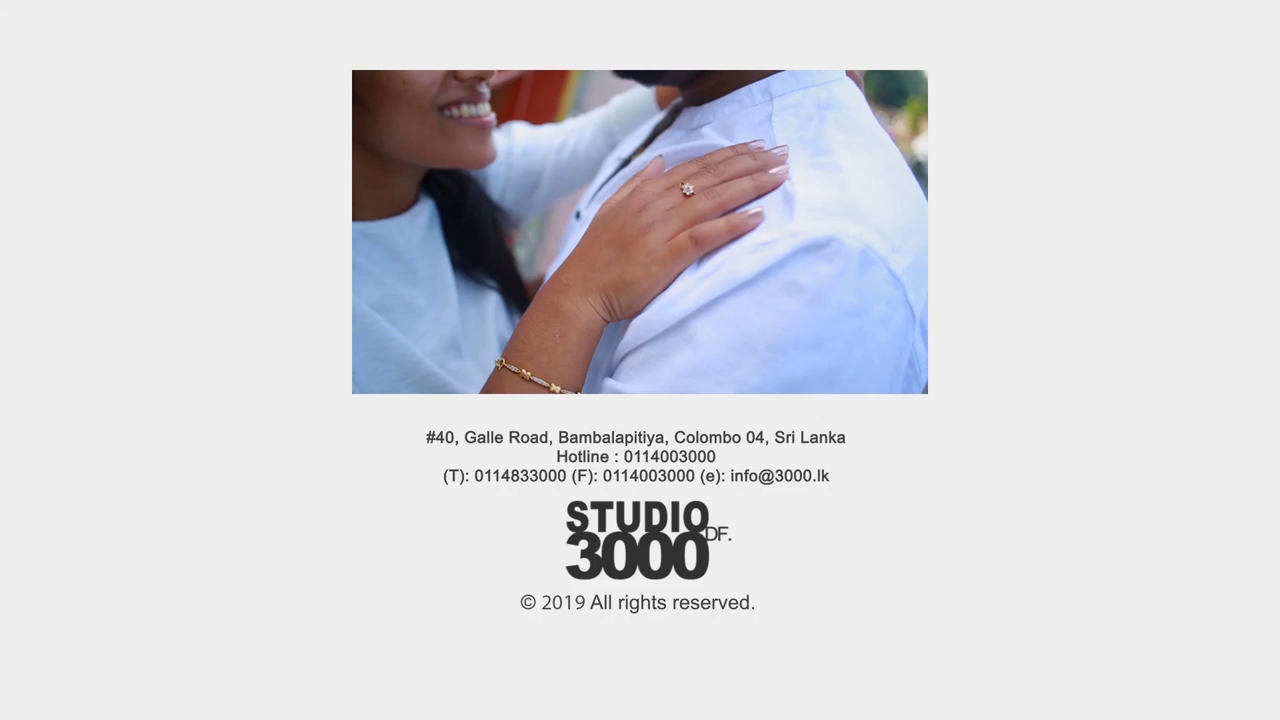 #40, Galle Road, Bambalapitiya, Colombo 04, Sri Lanka
Hotline : 0114003000
(T): 0114833000 (F): 0114003000 (e): info@3000.lk
STUDIO
3000 DF.
© 2019 All rights reserved.